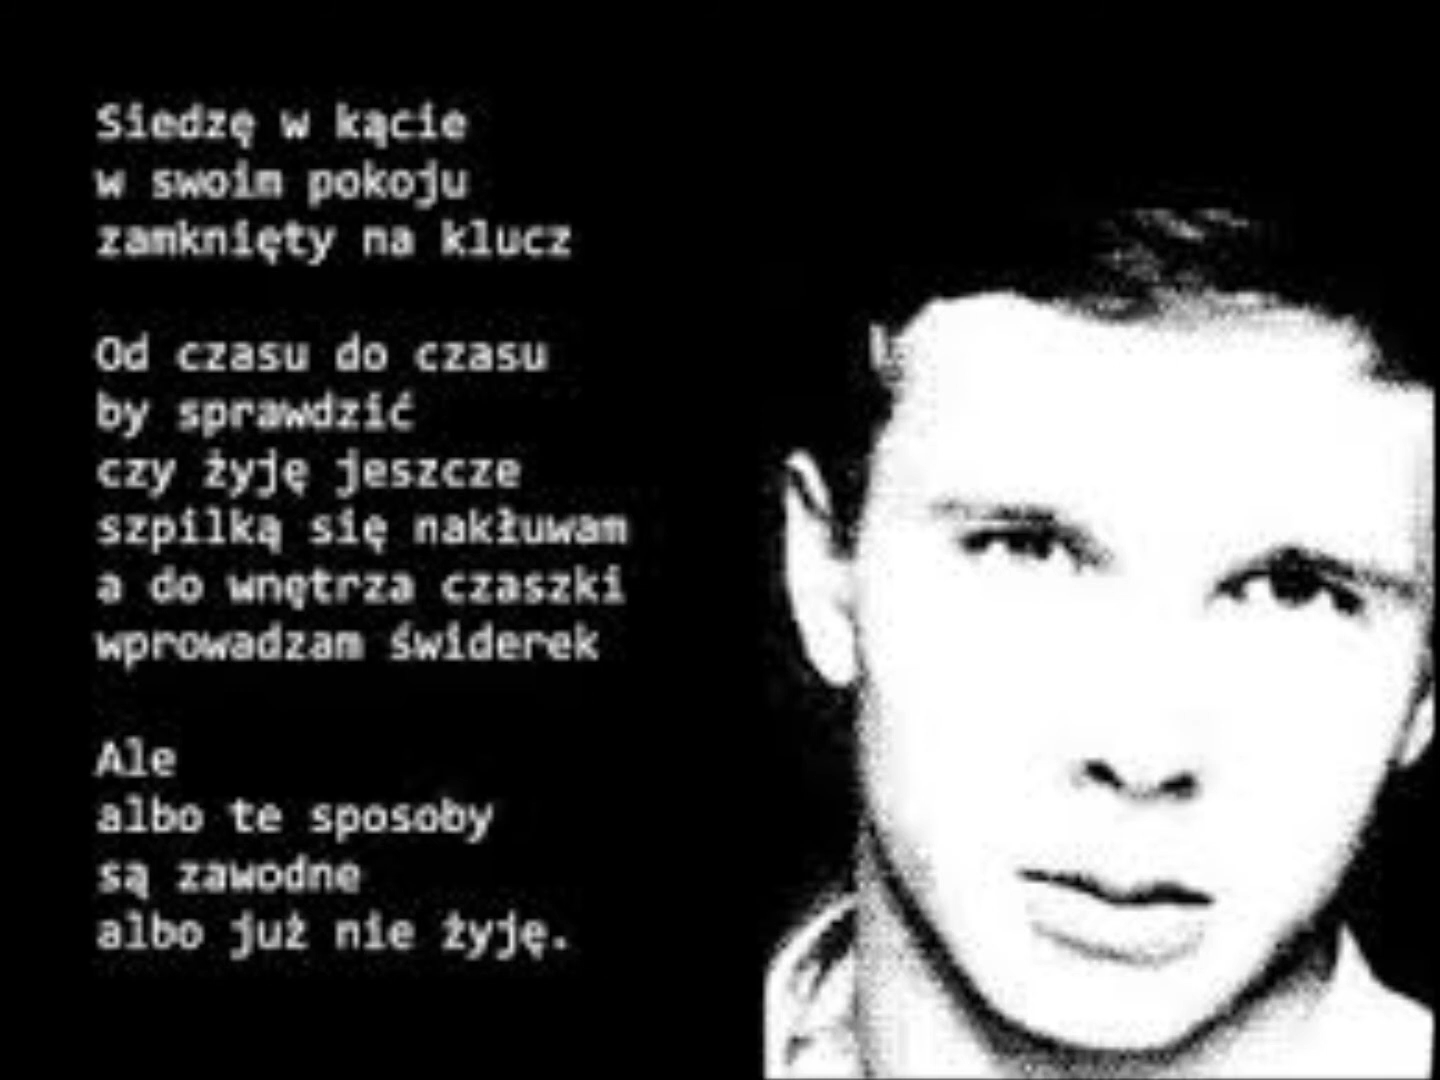 Siedzę w kącie
w swoim pokoju
zamknięty na klucz
Od czasu do czasu
by sprawdzić
czy żyję jeszcze
szpilką się nakłuwam
a do wnętrza czaszki
wprowadzam świderek
Ale
albo te sposoby
są zawodne
albo już nie żyję.